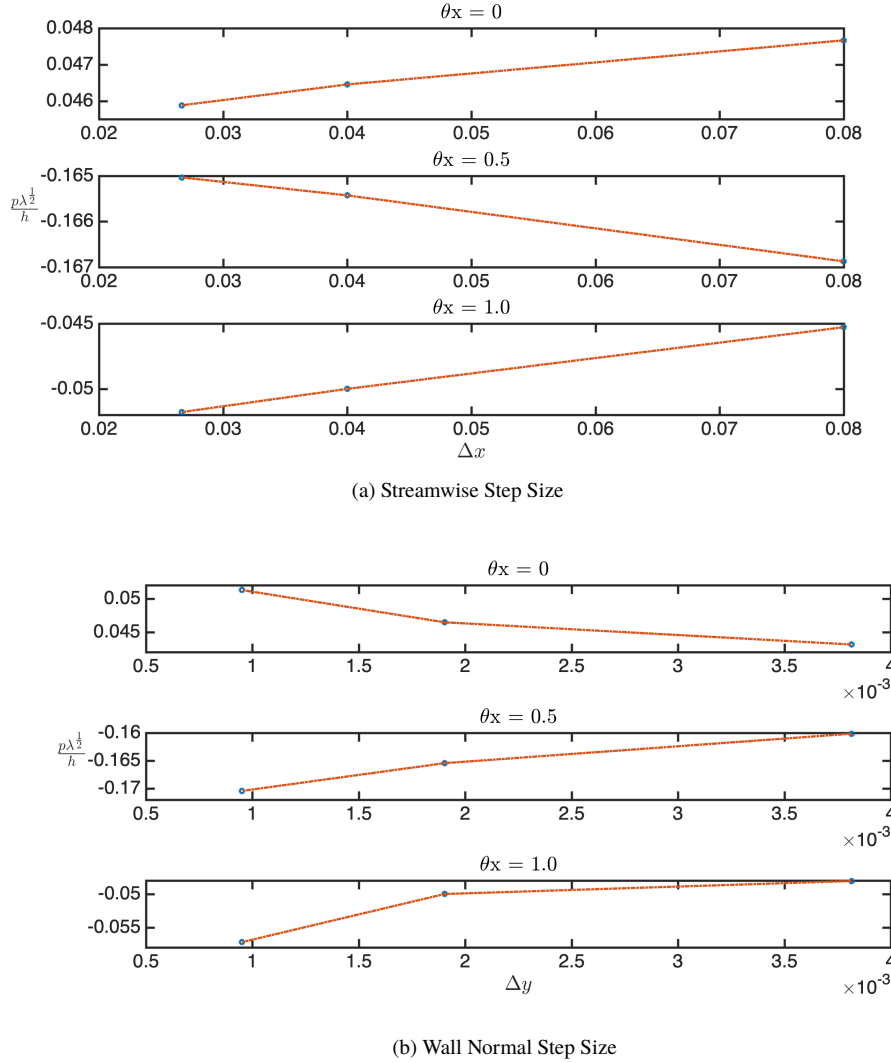 θx = 0
0.048
0.047
0.046
0.02 0.03 0.04 0.05 0.06 0.07 0.08
θx = 0.5
-0.165
pλ^{1/2}/h
-0.166
-0.167
0.02 0.03 0.04 0.05 0.06 0.07 0.08
θx = 1.0
-0.045
-0.05
0.02 0.03 0.04 0.05 0.06 0.07 0.08
Δx
(a) Streamwise Step Size
θx = 0
0.05
0.045
0.5 1 1.5 2 2.5 3 3.5 4
×10^{-3}
θx = 0.5
-0.16
pλ^{1/2}/h
-0.165
-0.17
0.5 1 1.5 2 2.5 3 3.5 4
×10^{-3}
θx = 1.0
-0.05
-0.055
0.5 1 1.5 2 2.5 3 3.5 4
Δy
×10^{-3}
(b) Wall Normal Step Size